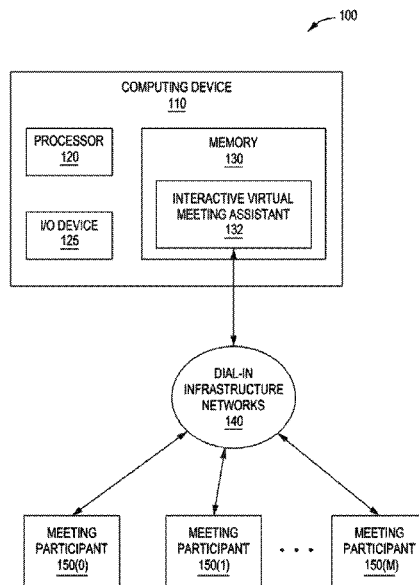 100
COMPUTING DEVICE
110
PROCESSOR
120
I/O DEVICE
125
MEMORY
130
INTERACTIVE VIRTUAL
MEETING ASSISTANT
132
DIAL-IN
INFRASTRUCTURE
NETWORKS
140
MEETING
PARTICIPANT
150(0)
MEETING
PARTICIPANT
150(1)
• • •
MEETING
PARTICIPANT
150(M)